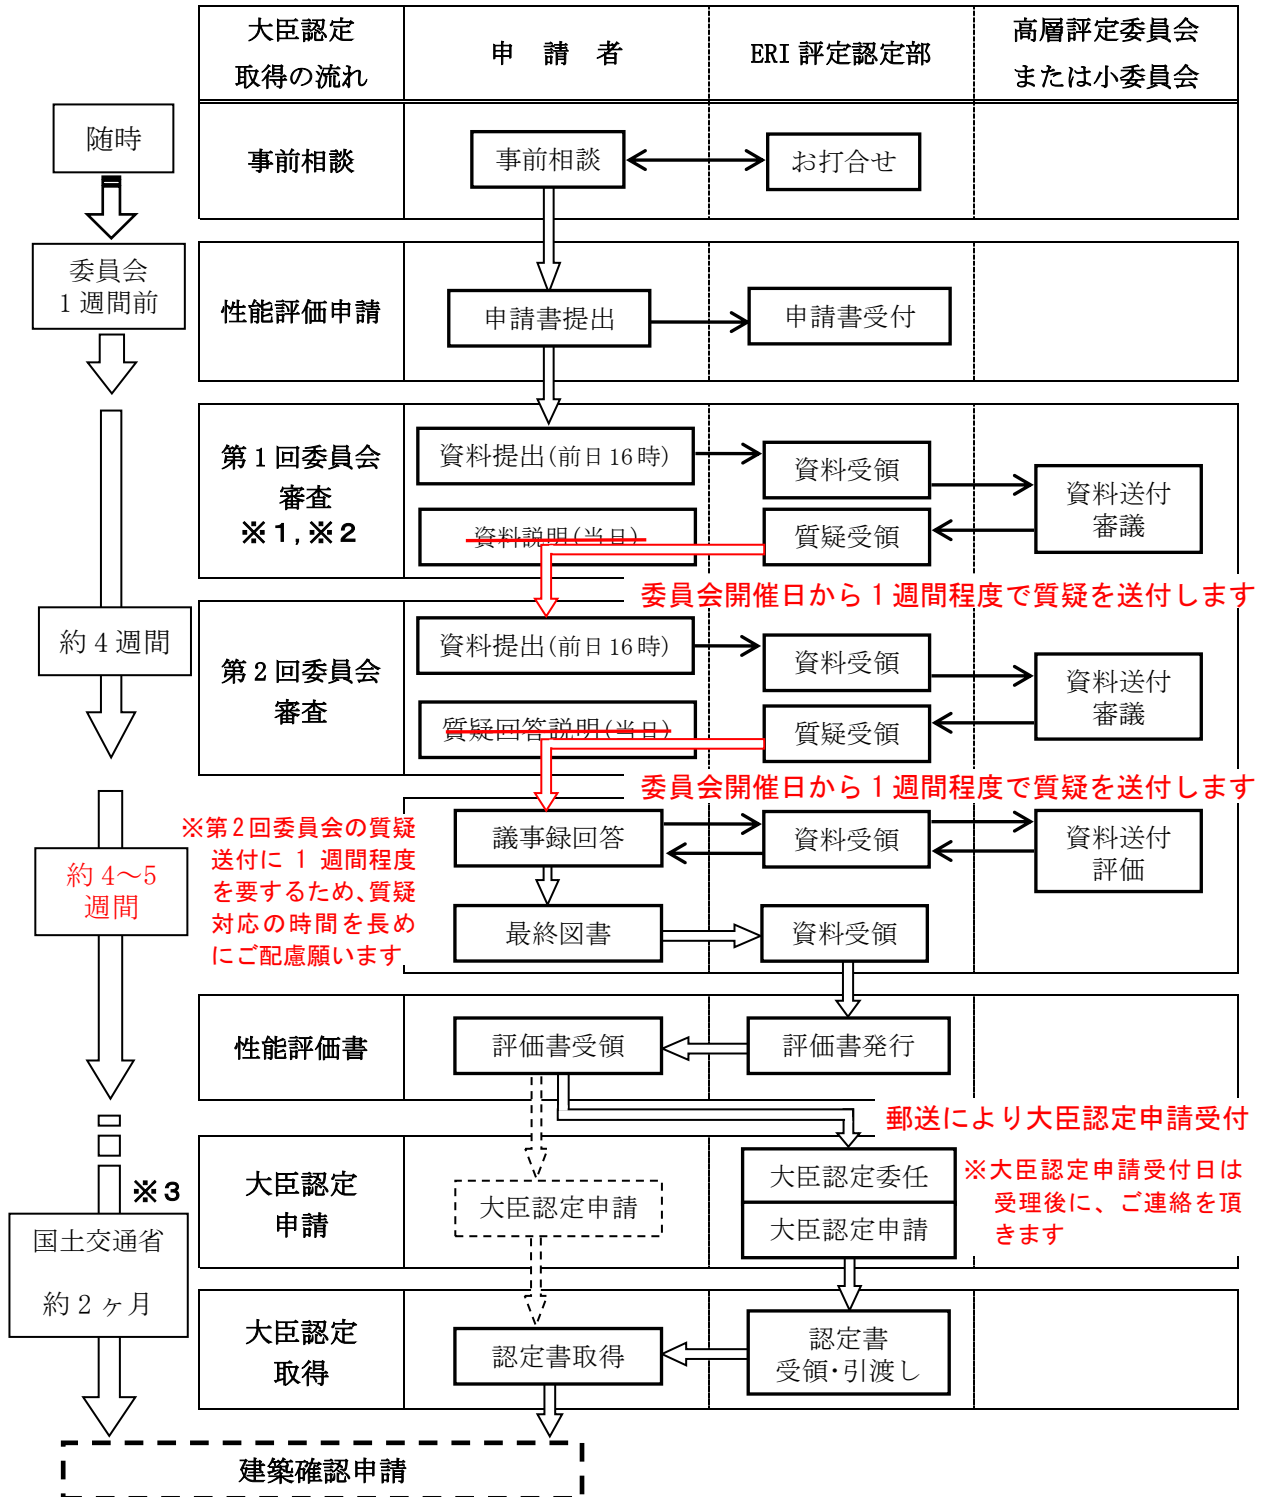 大臣認定
取得の流れ
申　請　者
ERI 評定認定部
高層評定委員会
または小委員会
随時
事前相談
事前相談
お打合せ
委員会
1 週間前
性能評価申請
申請書提出
申請書受付
第 1 回委員会
審査
※１,※２
資料提出(前日 16 時)
資料受領
資料送付
審議
資料説明(当日)
質疑受領
委員会開催日から 1 週間程度で質疑を送付します
約 4 週間
第 2 回委員会
審査
資料提出(前日 16 時)
資料受領
資料送付
審議
質疑回答説明(当日)
質疑受領
委員会開催日から 1 週間程度で質疑を送付します
約 4～5
週間
※第2回委員会の質疑
送付に 1 週間程度
を要するため、質疑
対応の時間を長め
にご配慮願います
議事録回答
資料受領
資料送付
評価
最終図書
資料受領
性能評価書
評価書受領
評価書発行
郵送により大臣認定申請受付
※３
国土交通省
約 2 ヶ月
大臣認定
申請
大臣認定申請
大臣認定委任
大臣認定申請
※大臣認定申請受付日は
受理後に、ご連絡を頂
きます
大臣認定
取得
認定書取得
認定書
受領・引渡し
建築確認申請